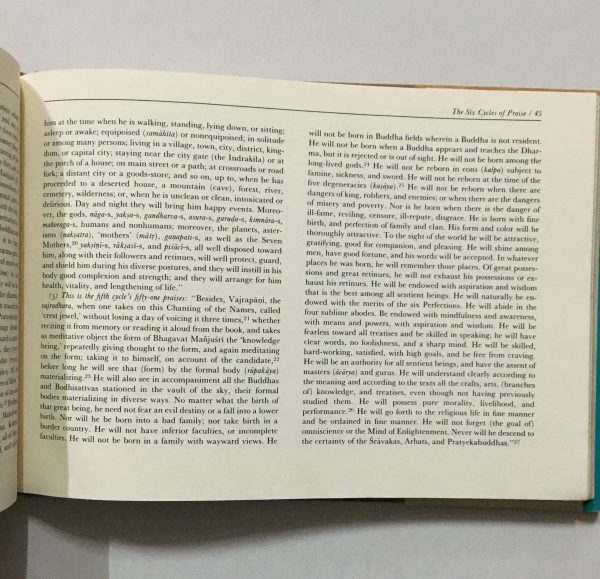 The Six Cycles of Praise / 45
him at the time when he is walking, standing, lying down, or sitting;
asleep or awake; equipoised (samāhita) or nonequipoised; in solitude
or among many persons; living in a village, town, city, district, king-
dom, or capital city; staying near the city gate (the Indrakīla) or at
the porch of a house; on main street or a path; at crossroads or road
fork; a distant city or a goods-store; and so on, up to, when he has
proceeded to a deserted house, a mountain (cave), forest, river,
cemetery, wilderness; or, when he is unclean or clean, intoxicated or
delirious. Day and night they will bring him happy events. Moreo-
ver, the gods, nāga-s, yakṣa-s, gandharva-s, asura-s, garuḍa-s, kiṃnara-s,
mahoraga-s, humans and nonhumans; moreover, the planets, aster-
isms (nakṣatra), 'mothers' (mātṛ), gaṇapati-s, as well as the Seven
Mothers,20 yakṣiṇī-s, rākṣasī-s, and piśācī-s, all well disposed toward
him, along with their followers and retinues, will well protect, guard,
and shield him during his diverse postures, and they will instill in his
body good complexion and strength; and they will arrange for him
health, vitality, and lengthening of life."
(5) This is the fifth cycle's fifty-one praises: "Besides, Vajrapāṇi, the
vajradhara, when one takes on this Chanting of the Names, called
'crest jewel,' without losing a day of voicing it three times,21 whether
reciting it from memory or reading it aloud from the book, and takes
as meditative object the form of Bhagavat Mañjuśrī the 'knowledge
being,' repeatedly giving thought to the form, and again meditating
on the form; taking it to himself, on account of the candidate,22
before long he will see that (form) by the formal body (rūpakāya)
materializing.23 He will also see in accompaniment all the Buddhas
and Bodhisattvas stationed in the vault of the sky, their formal
bodies materializing in diverse ways. No matter what the birth of
that great being, he need not fear an evil destiny or a fall into a lower
birth. Nor will he be born into a bad family; nor take birth in a
border country. He will not have inferior faculties, or incomplete
faculties. He will not be born in a family with wayward views. He
will not be born in Buddha fields wherein a Buddha is not resident.
He will not be born when a Buddha appears and teaches the Dhar-
ma, but it is rejected or is out of sight. He will not be born among the
long-lived gods.24 He will not be reborn in eons (kalpa) subject to
famine, sickness, and sword. He will not be reborn at the time of the
five degeneracies (kaṣāya).25 He will not be reborn when there are
dangers of king, robbers, and enemies; or when there are the dangers
of misery and poverty. Nor is he born when there is the danger of
ill-fame, reviling, censure, ill-repute, disgrace. He is born with fine
birth, and perfection of family and clan. His form and color will be
thoroughly attractive. To the sight of the world he will be attractive,
gratifying, good for companion, and pleasing. He will shine among
men, have good fortune, and his words will be accepted. In whatever
places he was born, he will remember those places. Of great posses-
sions and great retinues, he will not exhaust his possessions or ex-
haust his retinues. He will be endowed with aspiration and wisdom
that is the best among all sentient beings. He will naturally be en-
dowed with the merits of the six Perfections. He will abide in the
four sublime abodes. Be endowed with mindfulness and awareness,
with means and powers, with aspiration and wisdom. He will be
fearless toward all treatises and be skilled in speaking; he will have
clear words, no foolishness, and a sharp mind. He will be skilled,
hard-working, satisfied, with high goals, and be free from craving.
He will be an authority for all sentient beings, and have the assent of
masters (ācārya) and gurus. He will understand clearly according to
the meaning and according to the texts all the crafts, arts, (branches
of) knowledge, and treatises, even though not having previously
studied them. He will possess pure morality, livelihood, and
performance.26 He will go forth to the religious life in fine manner
and be ordained in fine manner. He will not forget (the goal of)
omniscience or the Mind of Enlightenment. Never will he descend to
the certainty of the Śrāvakas, Arhats, and Pratyekabuddhas."27